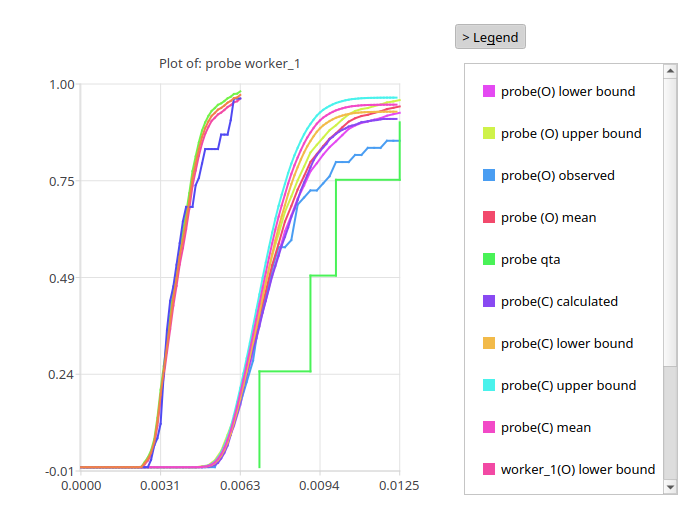 > Legend
Plot of: probe worker_1
1.00
0.75
0.49
0.24
-0.01
0.0000 0.0031 0.0063 0.0094 0.0125
probe(O) lower bound
probe (O) upper bound
probe(O) observed
probe (O) mean
probe qta
probe(C) calculated
probe(C) lower bound
probe(C) upper bound
probe(C) mean
worker_1(O) lower bound